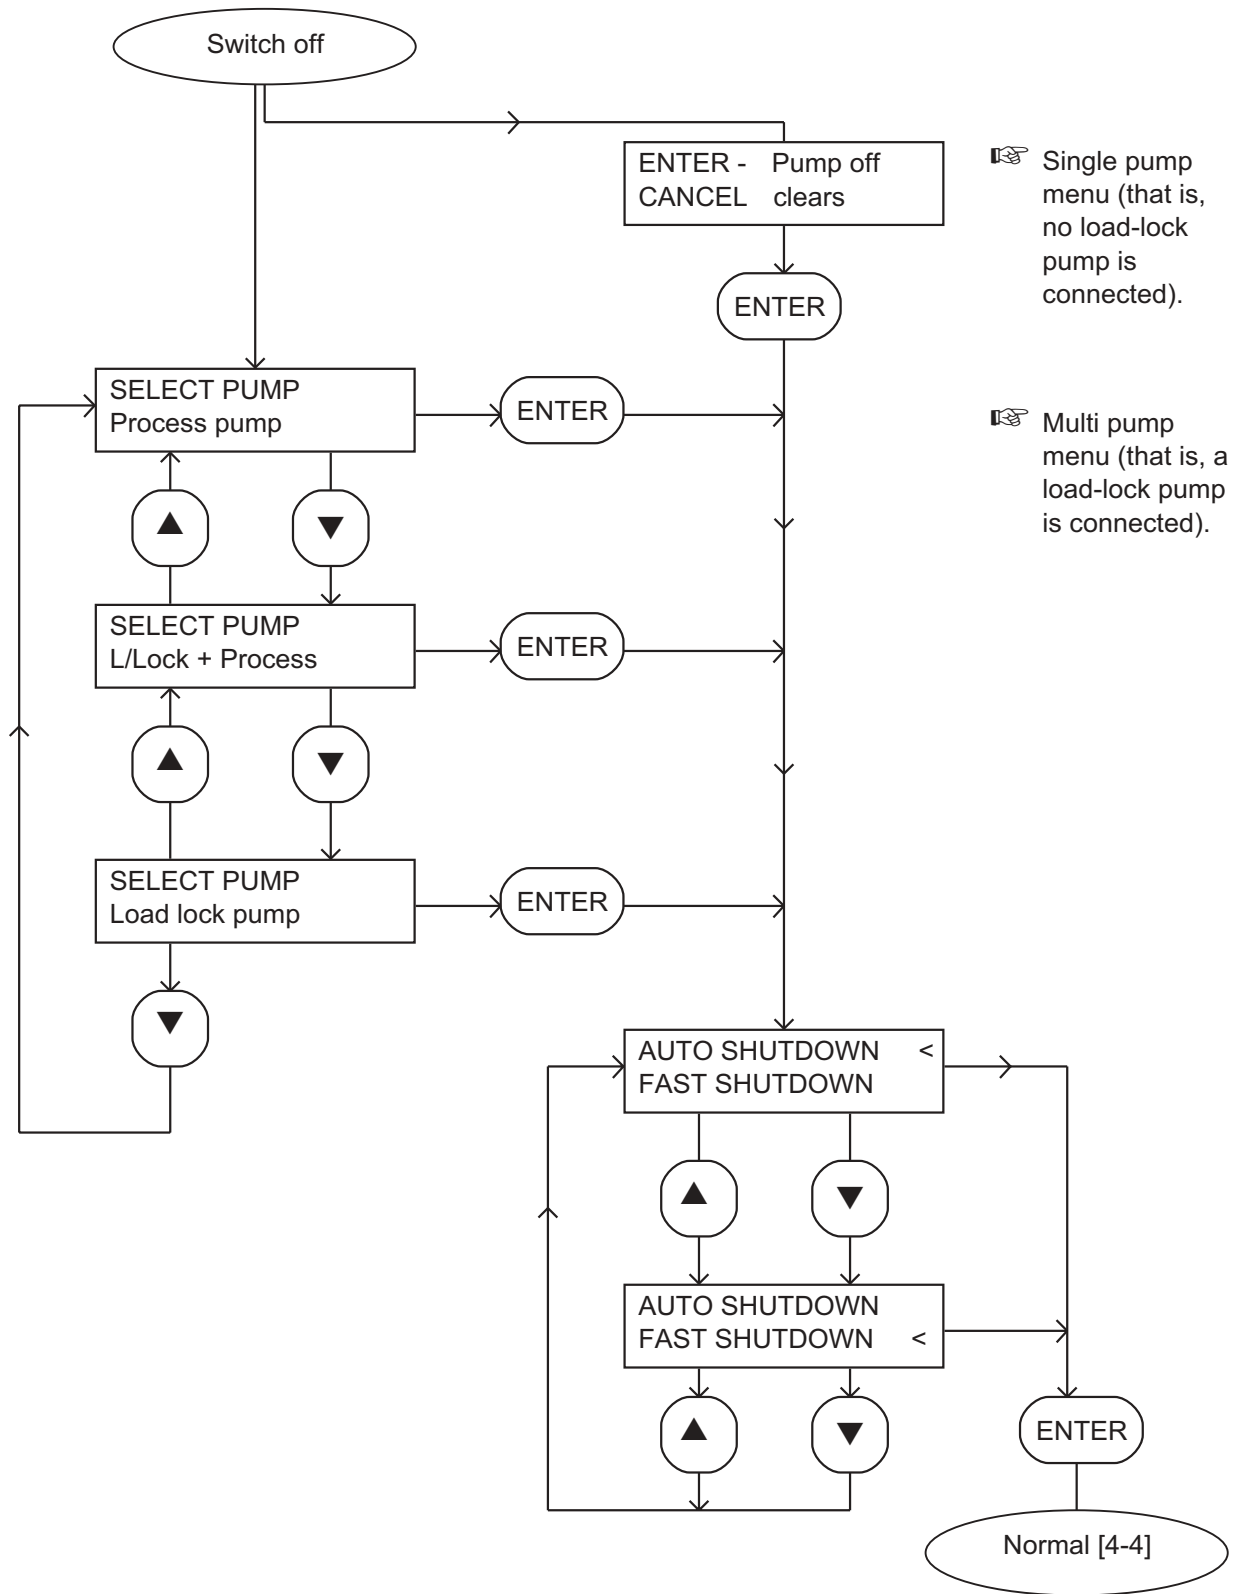 Switch off
ENTER - Pump off
CANCEL clears
☞ Single pump
menu (that is,
no load-lock
pump is
connected).
ENTER
SELECT PUMP
Process pump
ENTER
☞ Multi pump
menu (that is, a
load-lock pump
is connected).
▲ ▼
SELECT PUMP
L/Lock + Process
ENTER
▲ ▼
SELECT PUMP
Load lock pump
ENTER
▼
AUTO SHUTDOWN <
FAST SHUTDOWN
▲ ▼
AUTO SHUTDOWN
FAST SHUTDOWN <
▲ ▼
ENTER
Normal [4-4]